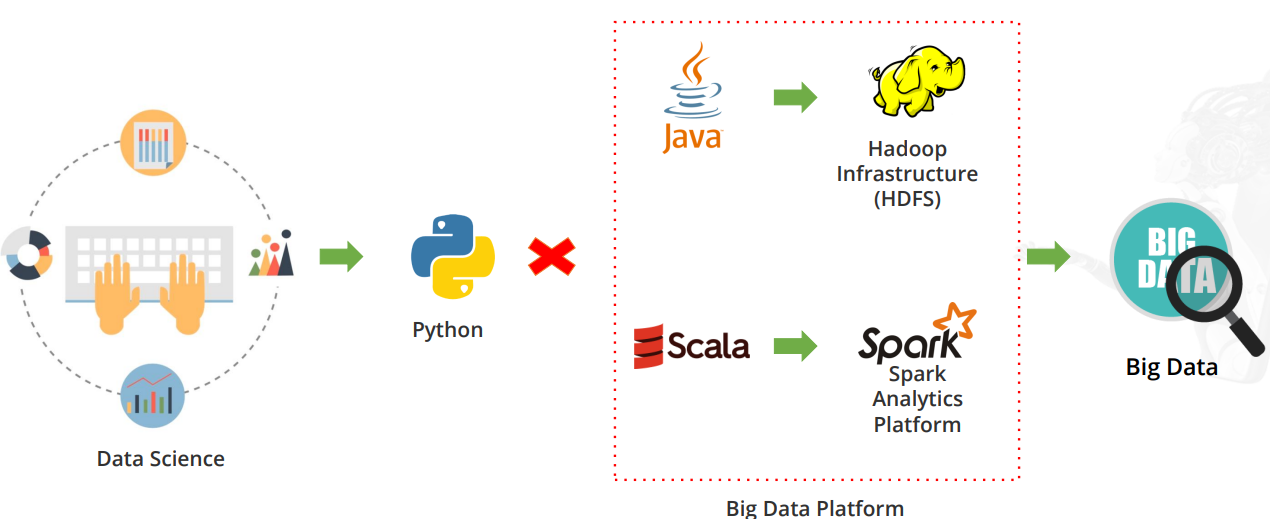 Data Science
Python
Java
Hadoop
Infrastructure
(HDFS)
Scala
Spark
Spark
Analytics
Platform
Big Data Platform
BIG
DATA
Big Data